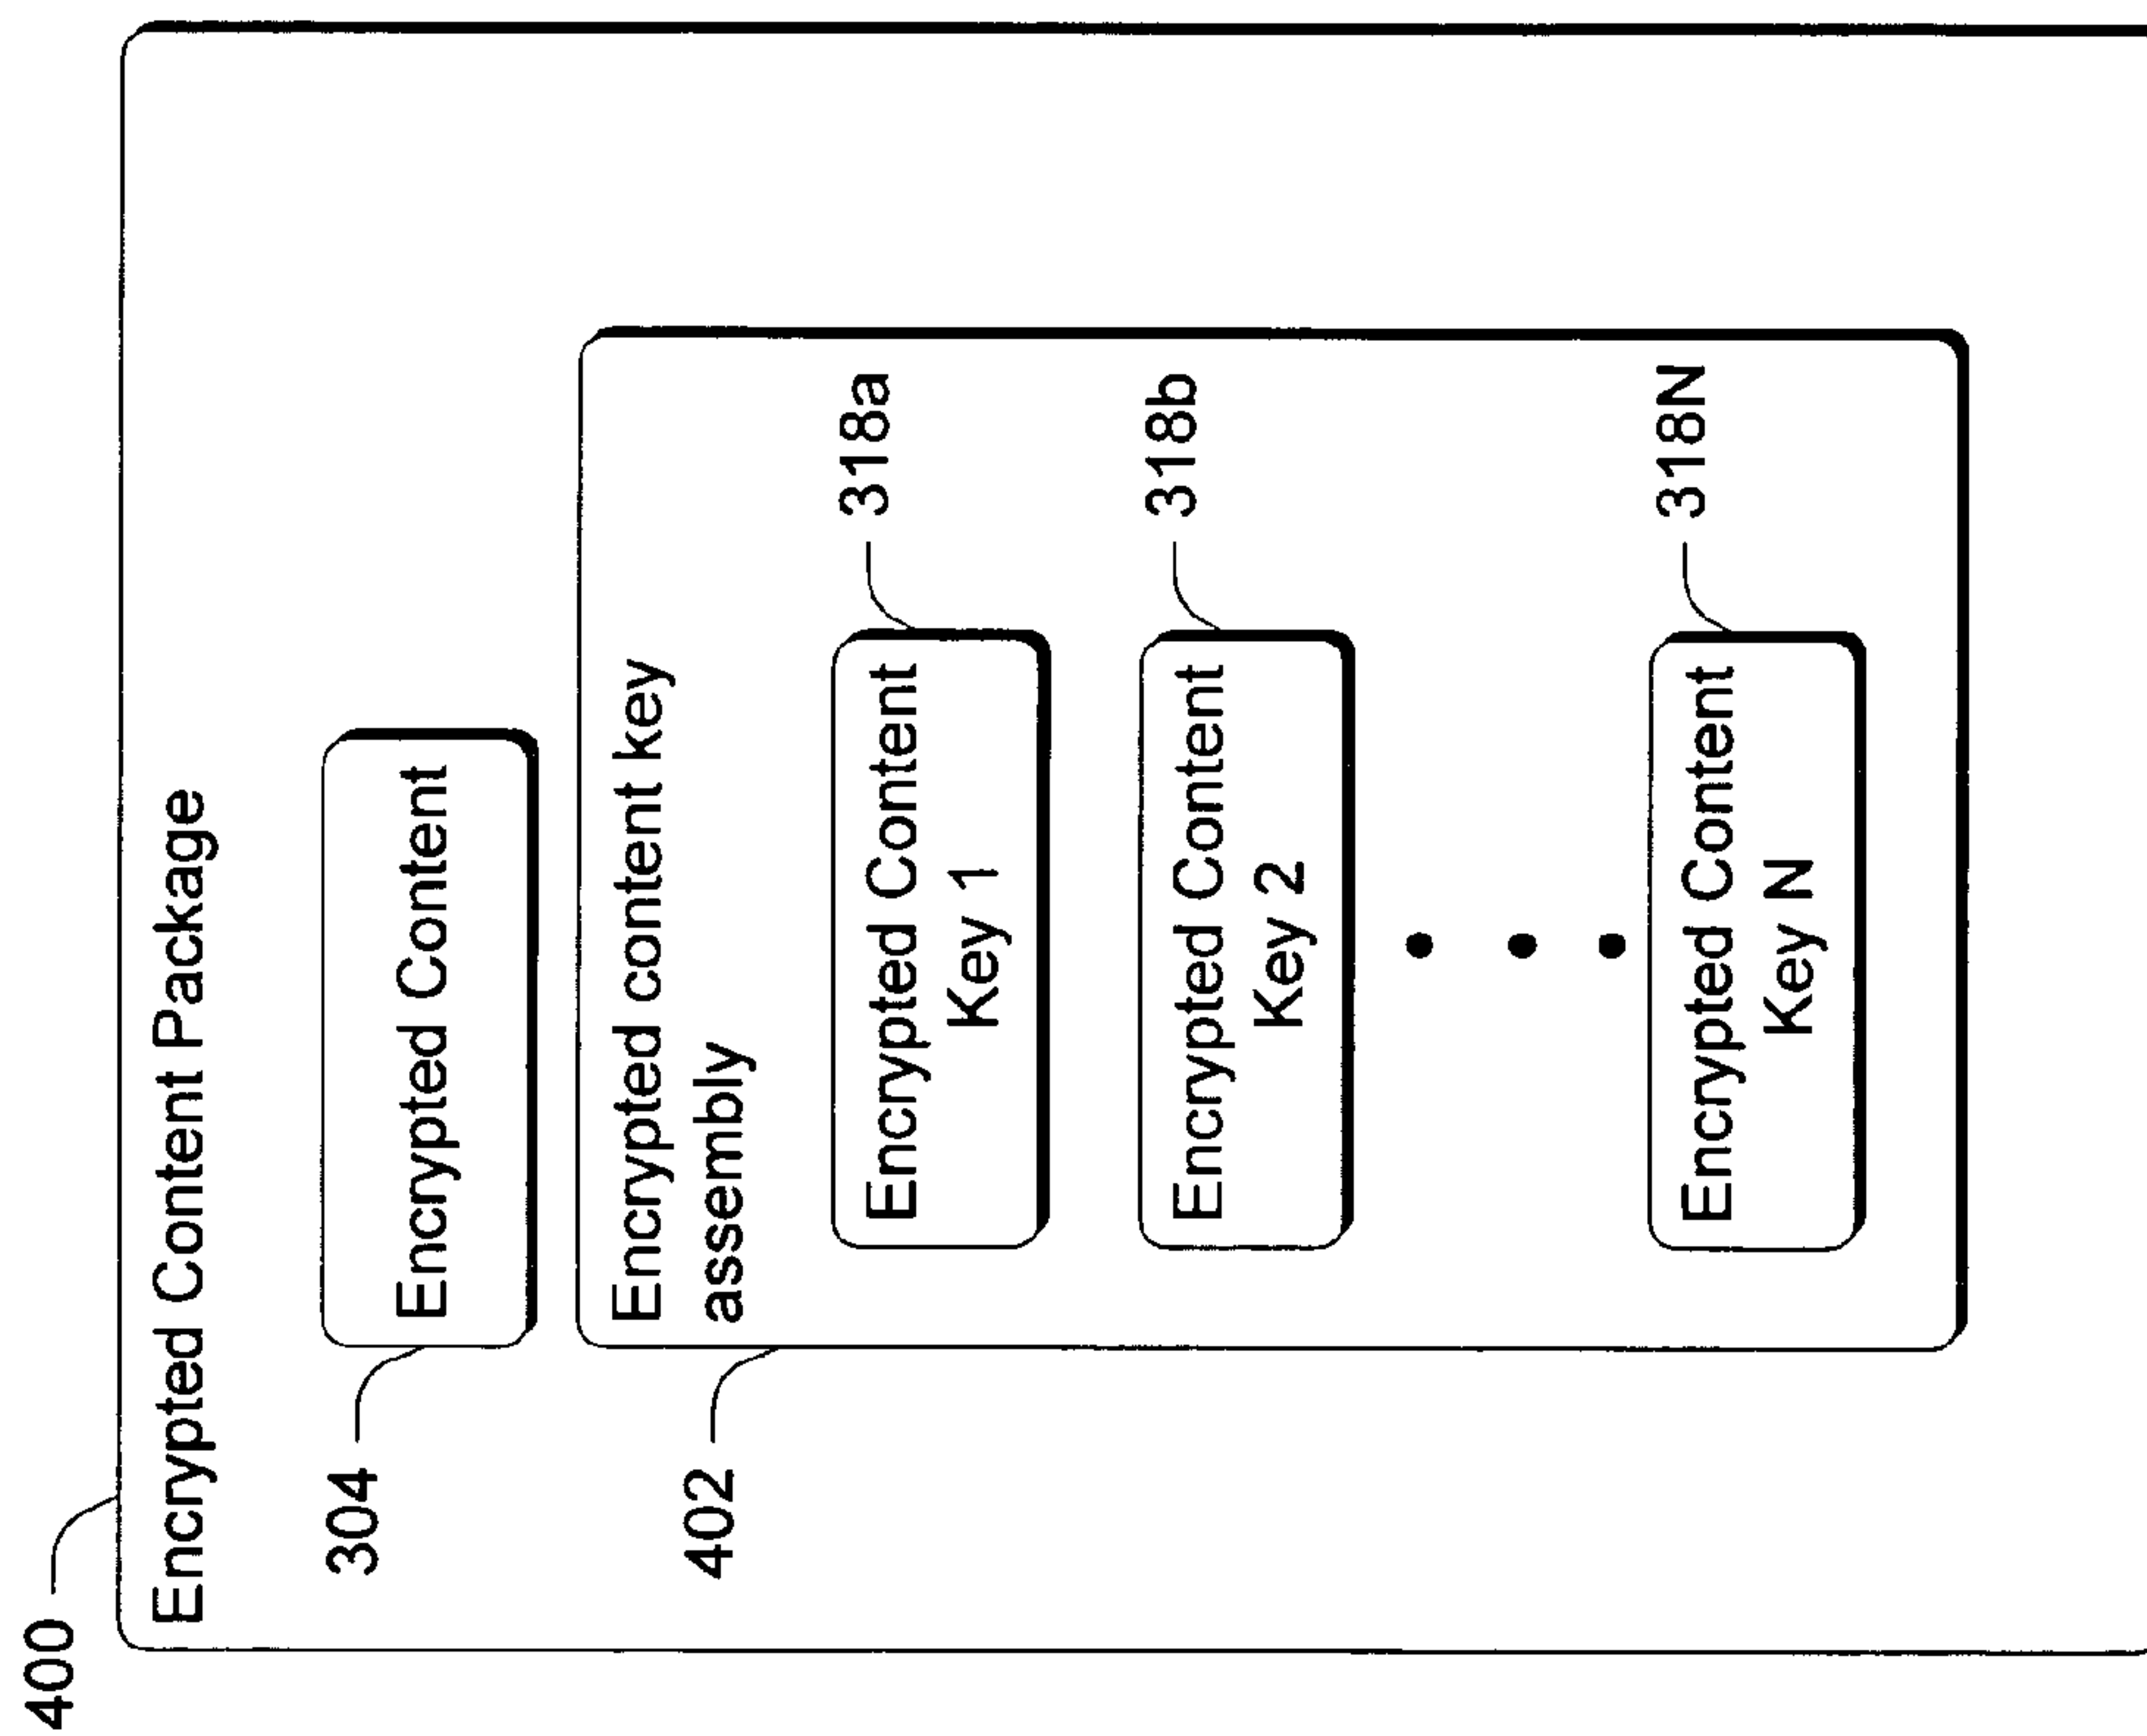 400
Encrypted Content Package
304
Encrypted Content
402
Encrypted content key
assembly
318a
Encrypted Content
Key 1
318b
Encrypted Content
Key 2
318N
Encrypted Content
Key N